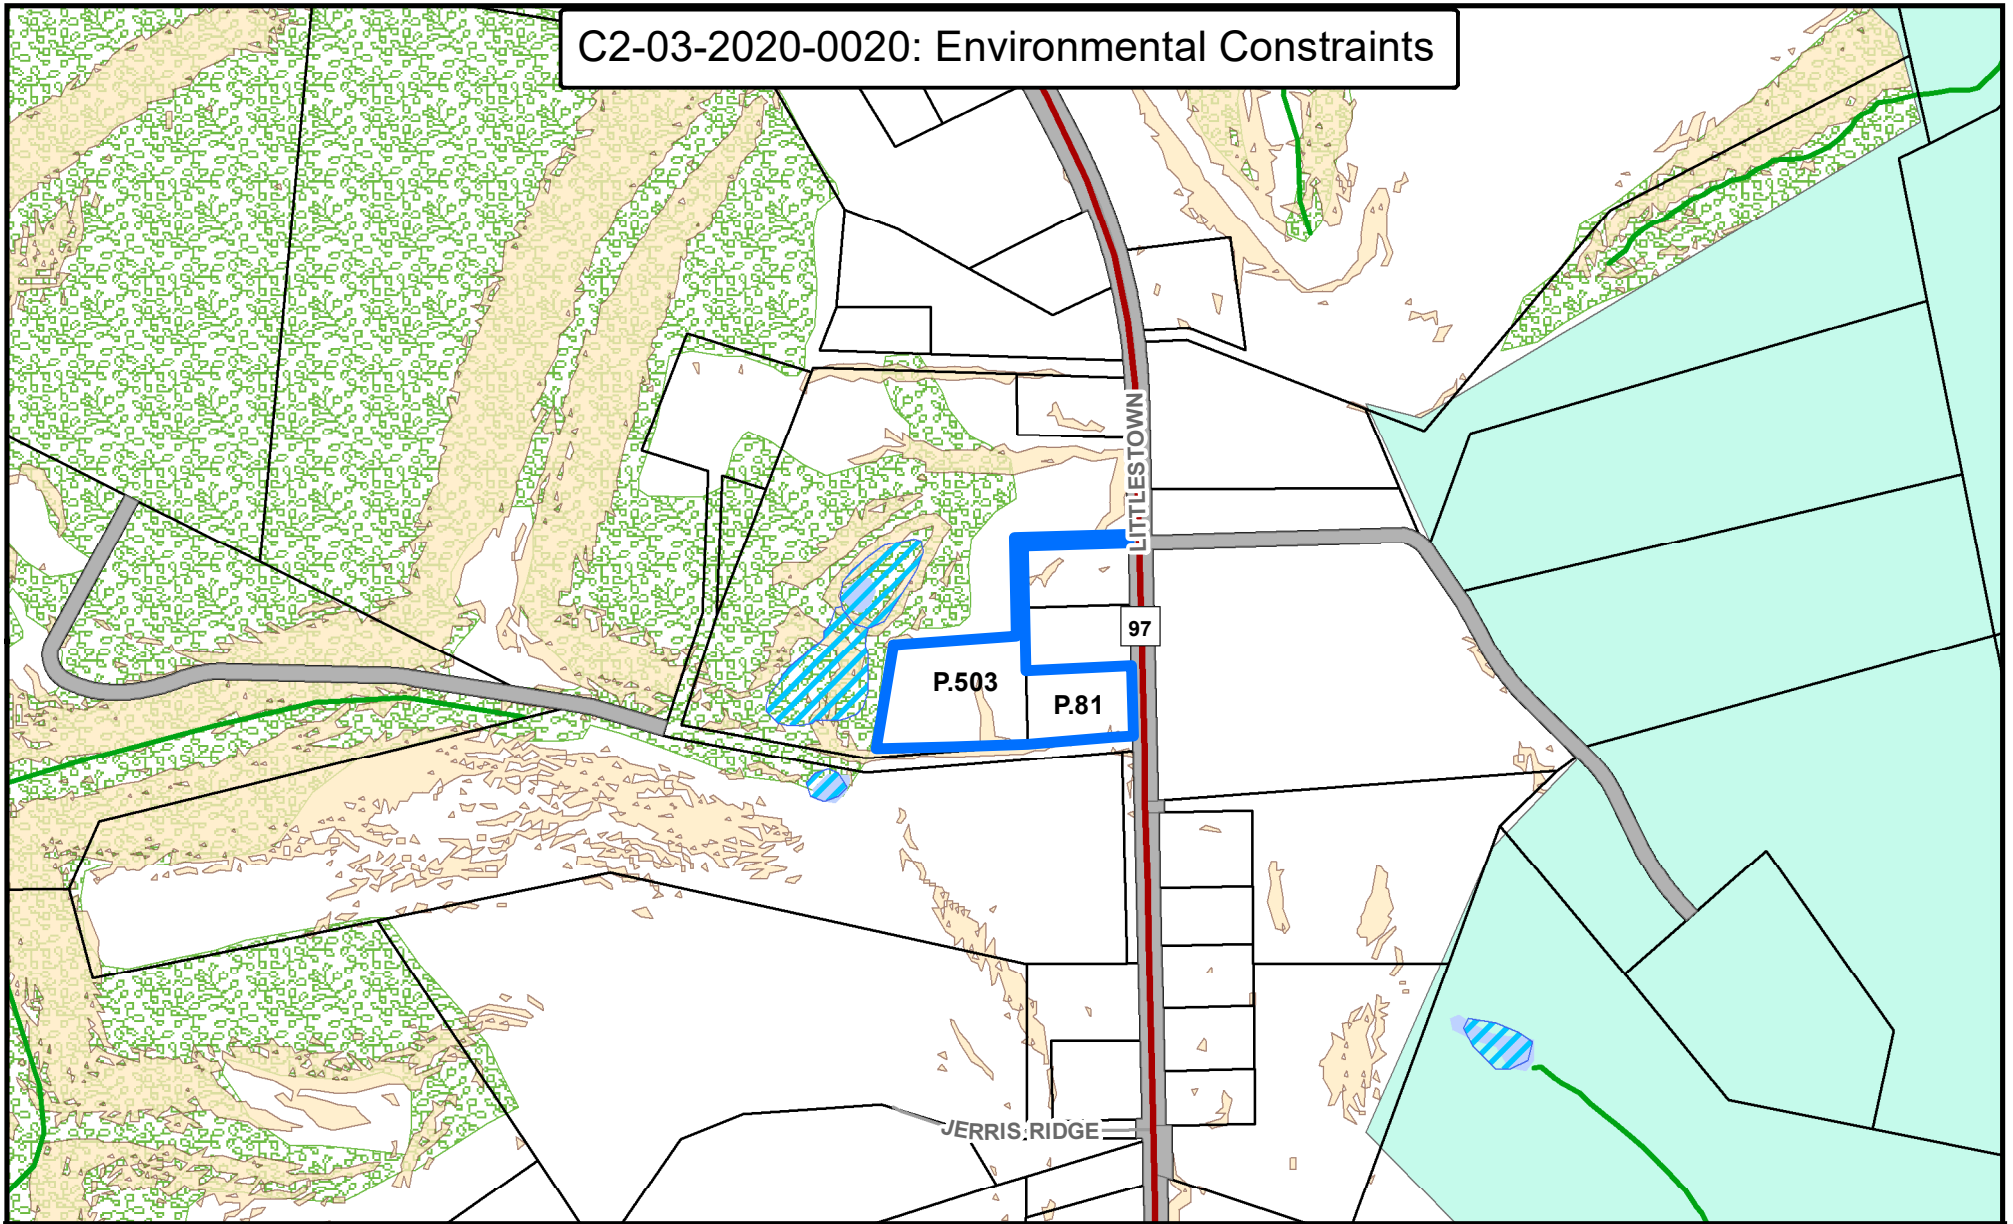 C2-03-2020-0020: Environmental Constraints
LITTLESTOWN
97
P.503
P.81
JERRIS RIDGE